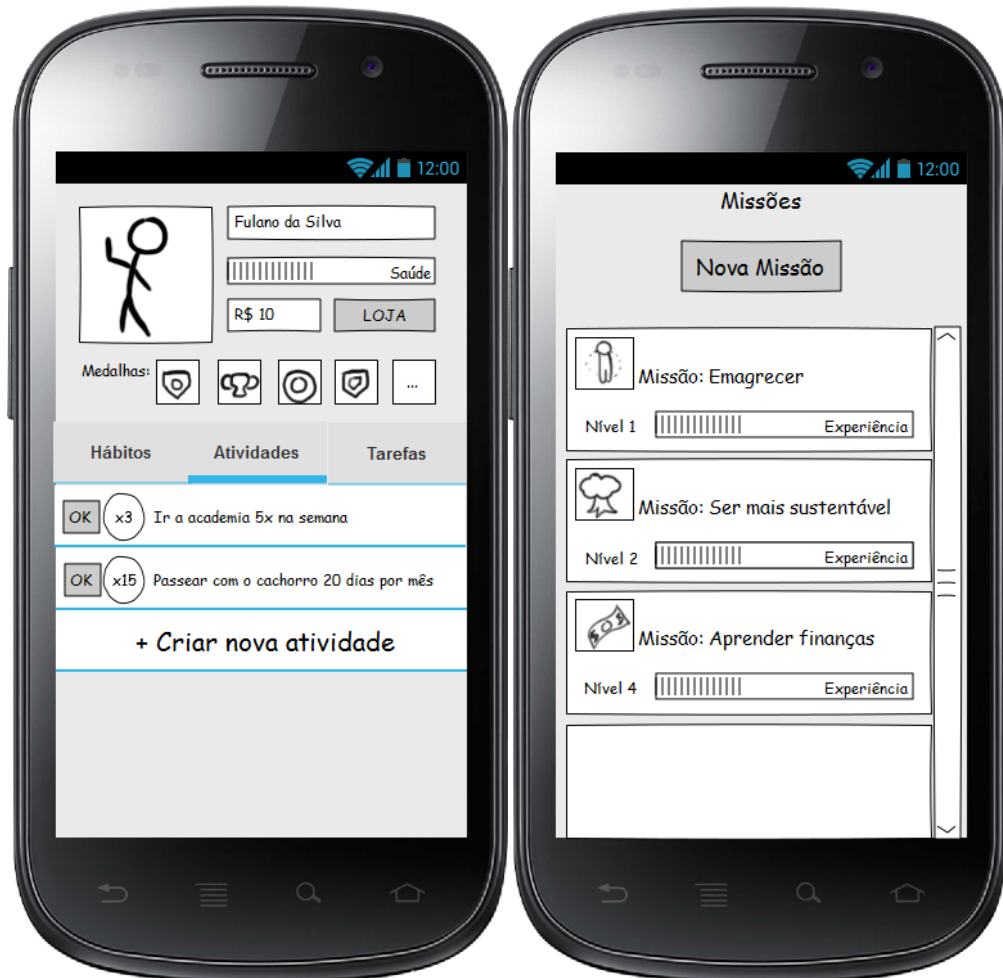 12:00
Fulano da Silva
Saúde
R$ 10
LOJA
Medalhas:
...
Hábitos
Atividades
Tarefas
OK x3 Ir a academia 5x na semana
OK x15 Passear com o cachorro 20 dias por mês
+ Criar nova atividade
12:00
Missões
Nova Missão
Missão: Emagrecer
Nível 1 Experiência
Missão: Ser mais sustentável
Nível 2 Experiência
Missão: Aprender finanças
Nível 4 Experiência